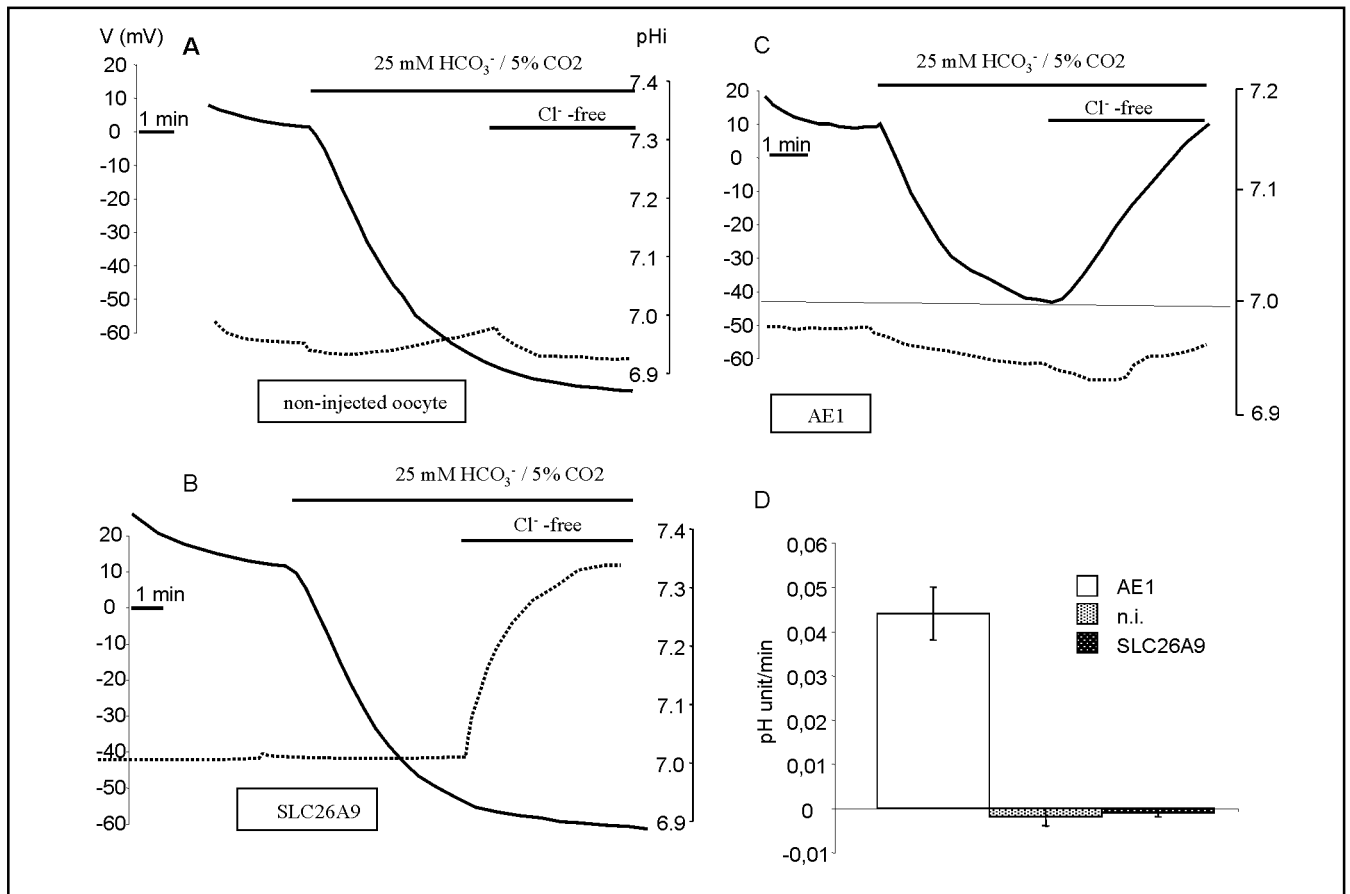 V (mV)
A
pHi
25 mM HCO₃⁻ / 5% CO2
Cl⁻ -free
20
10
0
-10
-20
-30
-40
-50
-60
1 min
7.4
7.3
7.2
7.1
7.0
6.9
non-injected oocyte
C
25 mM HCO₃⁻ / 5% CO2
Cl⁻ -free
20
10
0
-10
-20
-30
-40
-50
-60
1 min
7.2
7.1
7.0
6.9
AE1
B
25 mM HCO₃⁻ / 5% CO2
Cl⁻ -free
20
10
0
-10
-20
-30
-40
-50
-60
1 min
7.4
7.3
7.2
7.1
7.0
6.9
SLC26A9
D
pH unit/min
0,06
0,05
0,04
0,03
0,02
0,01
0
-0,01
AE1
n.i.
SLC26A9